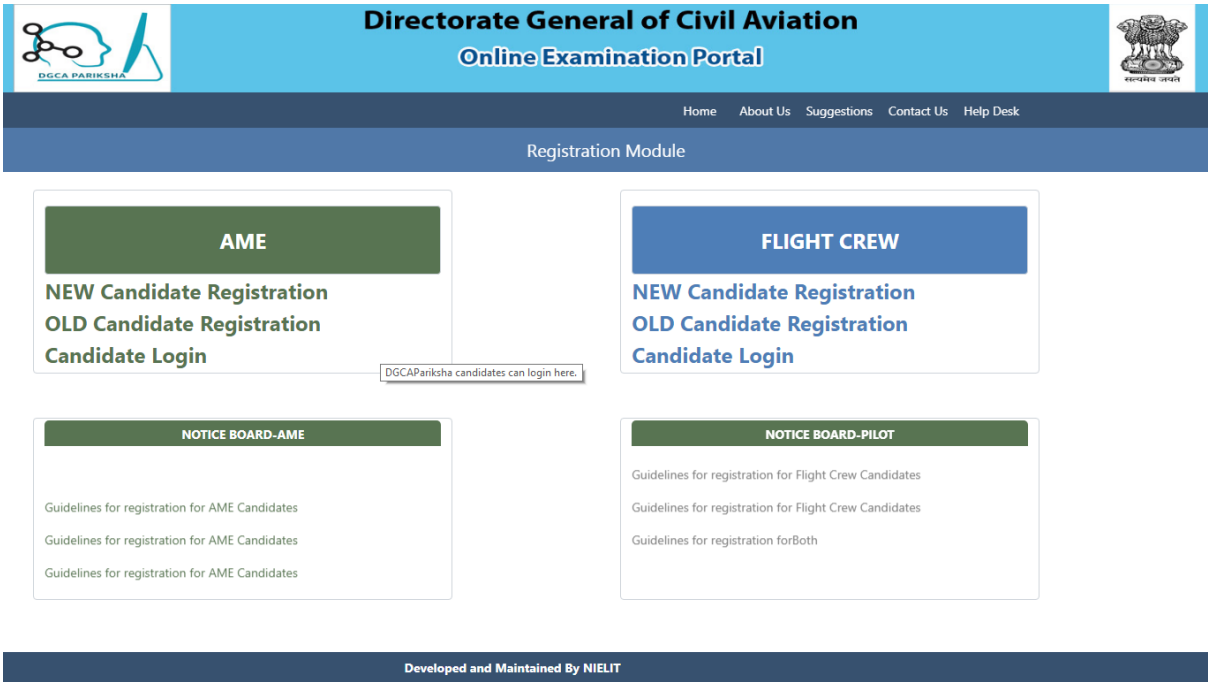 Directorate General of Civil Aviation
Online Examination Portal
DGCA PARIKSHA
सत्यमेव जयते
Home About Us Suggestions Contact Us Help Desk
Registration Module
AME
NEW Candidate Registration
OLD Candidate Registration
Candidate Login
DGCAPariksha candidates can login here.
FLIGHT CREW
NEW Candidate Registration
OLD Candidate Registration
Candidate Login
NOTICE BOARD-AME
Guidelines for registration for AME Candidates
Guidelines for registration for AME Candidates
Guidelines for registration for AME Candidates
NOTICE BOARD-PILOT
Guidelines for registration for Flight Crew Candidates
Guidelines for registration for Flight Crew Candidates
Guidelines for registration forBoth
Developed and Maintained By NIELIT